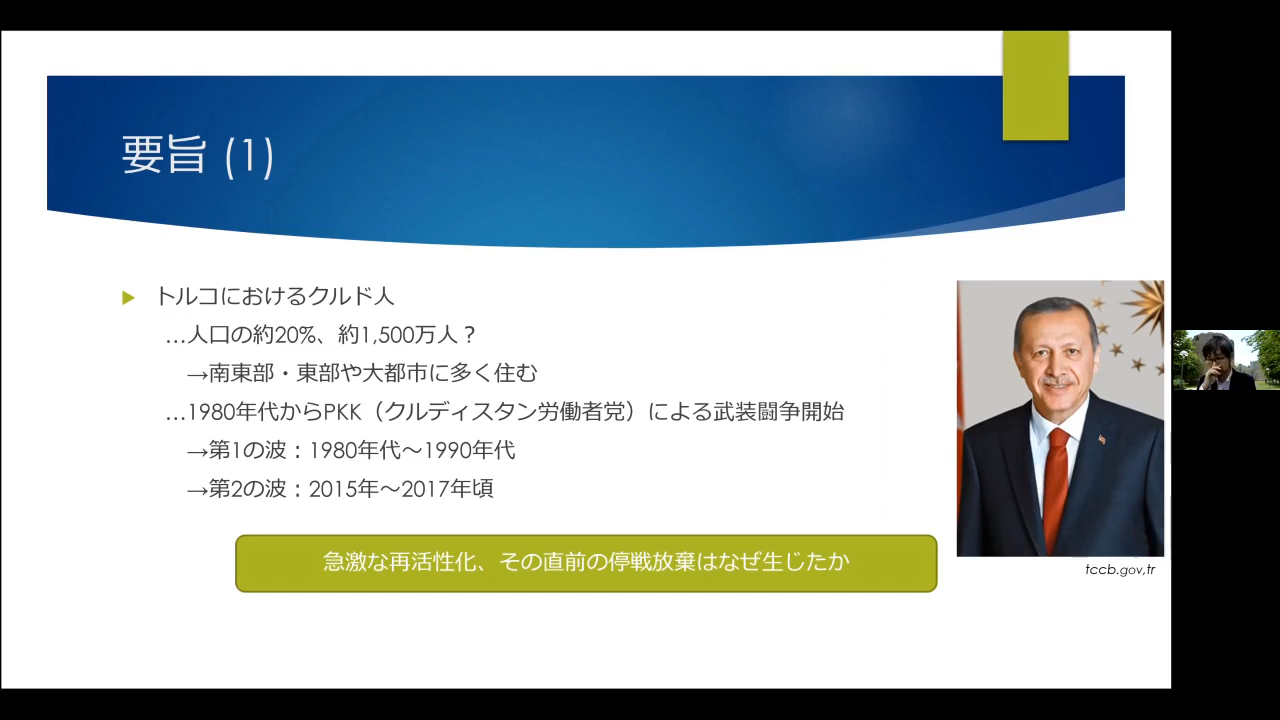 要旨 (1)
トルコにおけるクルド人
…人口の約20%、約1,500万人？
→南東部・東部や大都市に多く住む
…1980年代からPKK（クルディスタン労働者党）による武装闘争開始
→第1の波：1980年代～1990年代
→第2の波：2015年～2017年頃
急激な再活性化、その直前の停戦放棄はなぜ生じたか
tccb.gov,tr